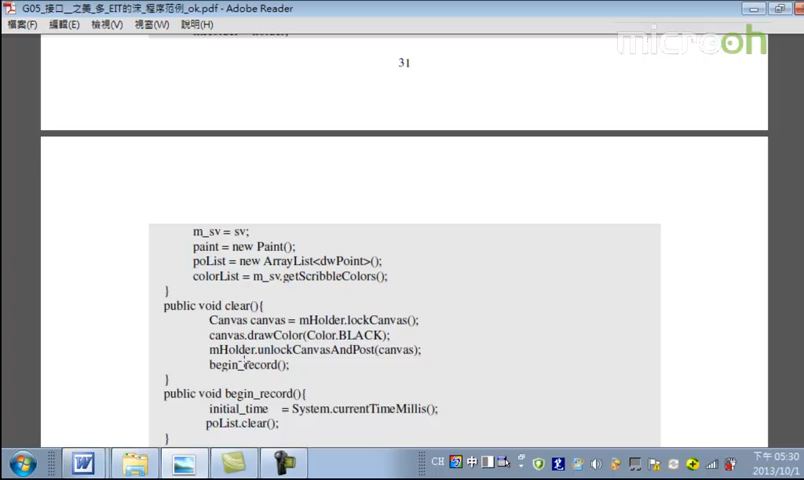 G05_接口__之美_多_EIT的床_程序范例_ok.pdf - Adobe Reader
檔案(F) 編輯(E) 檢視(V) 視窗(W) 說明(H)
microoh
31
m_sv = sv;
paint = new Paint();
poList = new ArrayList<dwPoint>();
colorList = m_sv.getScribbleColors();
}
public void clear(){
Canvas canvas = mHolder.lockCanvas();
canvas.drawColor(Color.BLACK);
mHolder.unlockCanvasAndPost(canvas);
begin_record();
}
public void begin_record(){
initial_time = System.currentTimeMillis();
poList.clear();
}
CH 中
下午 05:30
2013/10/1